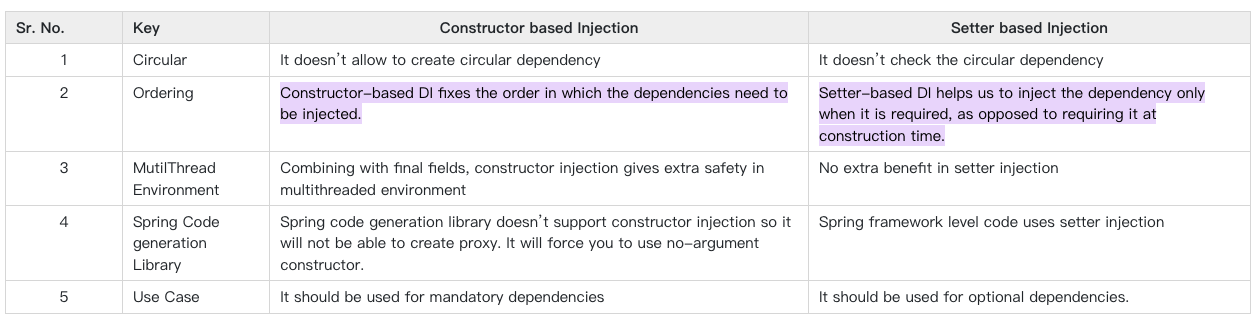 Sr. No. Key Constructor based Injection Setter based Injection
1 Circular It doesn't allow to create circular dependency It doesn't check the circular dependency
2 Ordering Constructor-based DI fixes the order in which the dependencies need to Setter-based DI helps us to inject the dependency only
be injected. when it is required, as opposed to requiring it at
construction time.
3 MutilThread Combining with final fields, constructor injection gives extra safety in No extra benefit in setter injection
Environment multithreaded environment
4 Spring Code Spring code generation library doesn't support constructor injection so it Spring framework level code uses setter injection
generation will not be able to create proxy. It will force you to use no-argument
Library constructor.
5 Use Case It should be used for mandatory dependencies It should be used for optional dependencies.